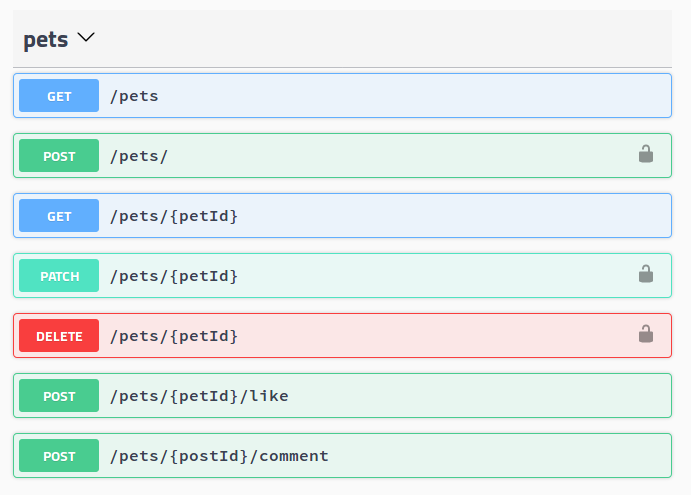 pets
GET /pets
POST /pets/
GET /pets/{petId}
PATCH /pets/{petId}
DELETE /pets/{petId}
POST /pets/{petId}/like
POST /pets/{postId}/comment